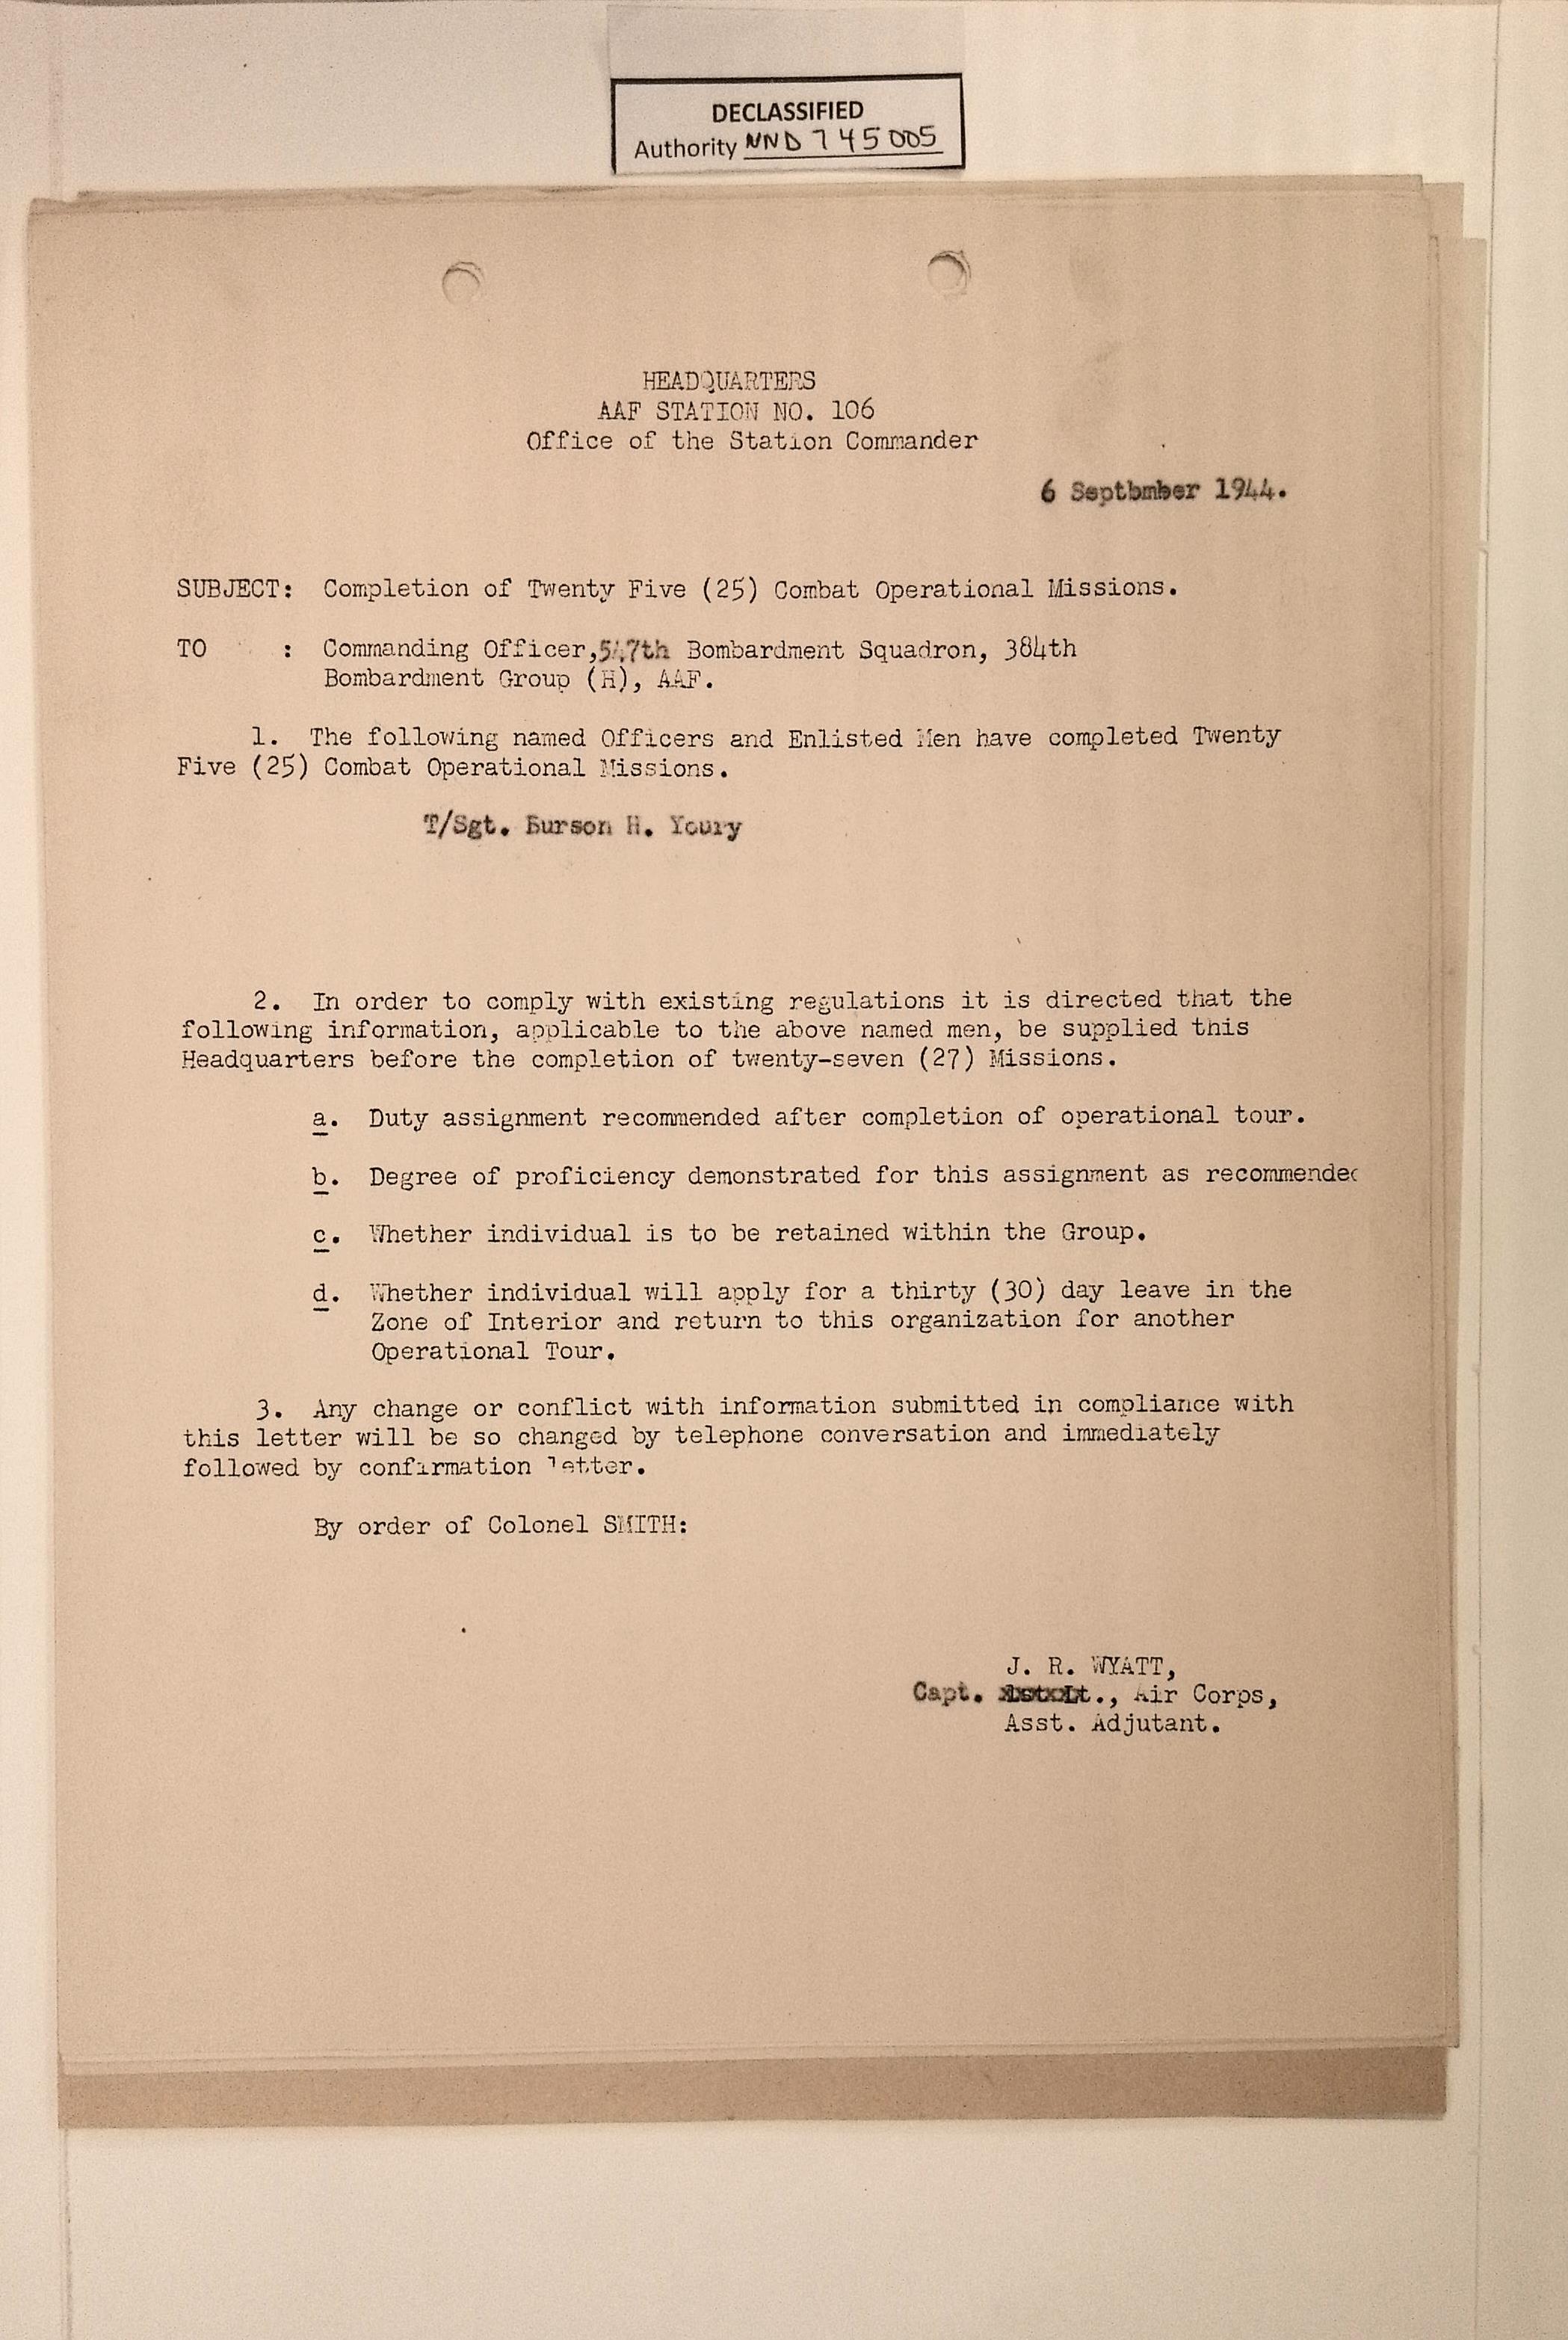 DECLASSIFIED
Authority NND 745005
HEADQUARTERS
AAF STATION NO. 106
Office of the Station Commander
6 Septbmber 1944.
SUBJECT: Completion of Twenty Five (25) Combat Operational Missions.
TO : Commanding Officer,547th Bombardment Squadron, 384th
Bombardment Group (H), AAF.
1. The following named Officers and Enlisted Men have completed Twenty
Five (25) Combat Operational Missions.
T/Sgt. Burson H. Youry
2. In order to comply with existing regulations it is directed that the
following information, applicable to the above named men, be supplied this
Headquarters before the completion of twenty-seven (27) Missions.
a. Duty assignment recommended after completion of operational tour.
b. Degree of proficiency demonstrated for this assignment as recommended
c. Whether individual is to be retained within the Group.
d. Whether individual will apply for a thirty (30) day leave in the
Zone of Interior and return to this organization for another
Operational Tour.
3. Any change or conflict with information submitted in compliance with
this letter will be so changed by telephone conversation and immediately
followed by confirmation letter.
By order of Colonel SMITH:
J. R. WYATT,
Capt. 1st Lt., Air Corps,
Asst. Adjutant.